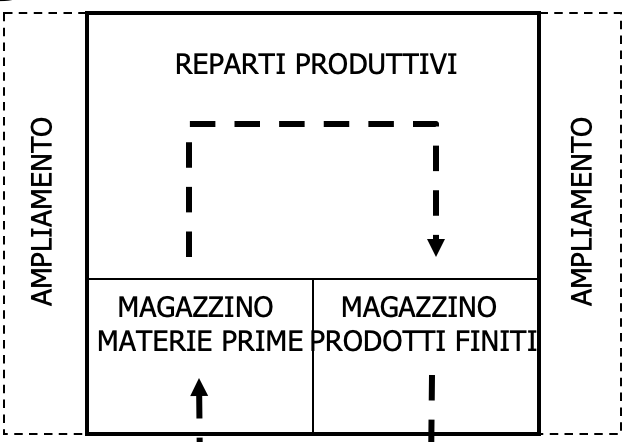 REPARTI PRODUTTIVI
AMPLIAMENTO
AMPLIAMENTO
MAGAZZINO
MATERIE PRIME
MAGAZZINO
PRODOTTI FINITI